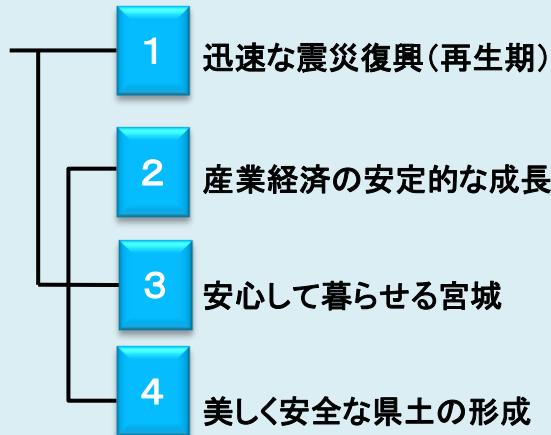 1 迅速な震災復興（再生期）
2 産業経済の安定的な成長
3 安心して暮らせる宮城
4 美しく安全な県土の形成